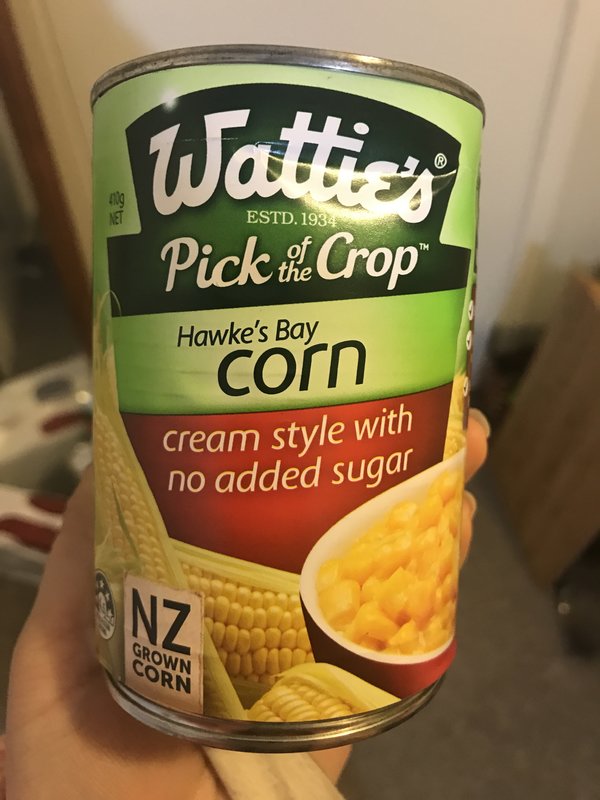 Wattie's®
410g
NET
ESTD. 1934
Pick of the Crop™
Hawke's Bay
corn
cream style with
no added sugar
NZ
GROWN
CORN